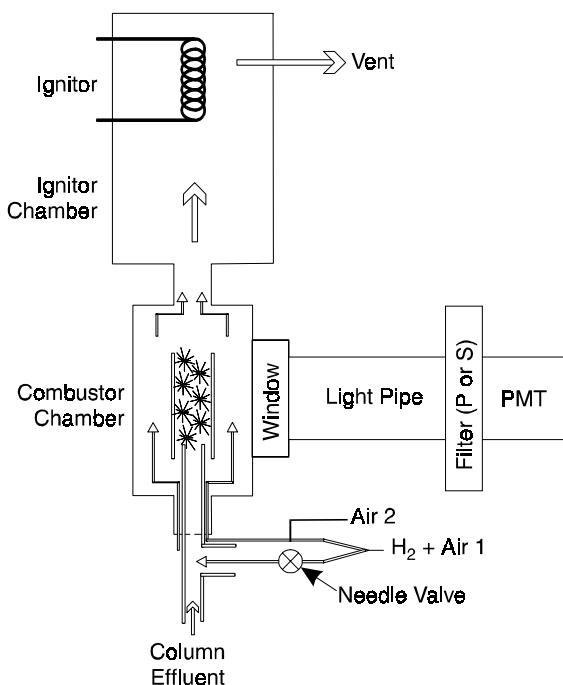 Ignitor
Vent
Ignitor
Chamber
Combustor
Chamber
Window
Light Pipe
Filter (P or S)
PMT
Air 2
H₂ + Air 1
Needle Valve
Column
Effluent